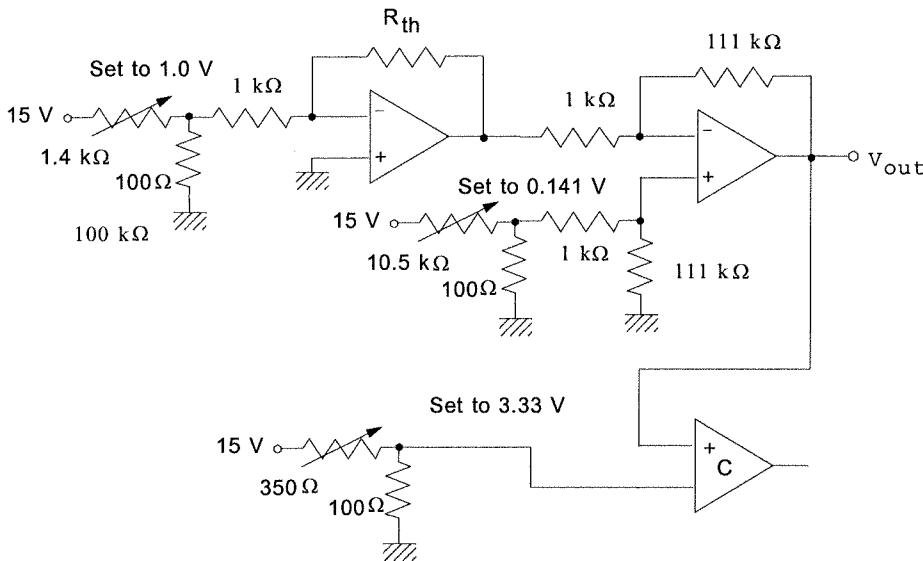 R_th
111 kΩ
Set to 1.0 V
1 kΩ
1 kΩ
15 V
−
+
−
+
V_out
1.4 kΩ
100Ω
Set to 0.141 V
15 V
100 kΩ
10.5 kΩ
1 kΩ
100Ω
111 kΩ
Set to 3.33 V
15 V
+
C
350 Ω
100Ω